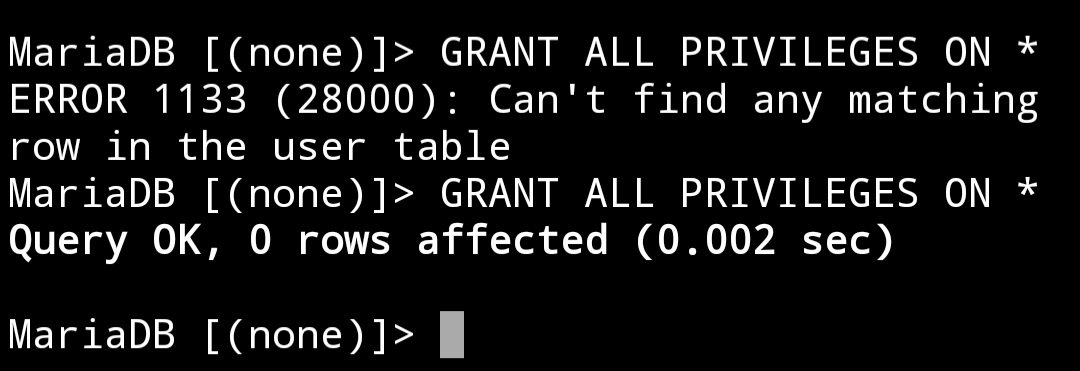 MariaDB [(none)]> GRANT ALL PRIVILEGES ON *
ERROR 1133 (28000): Can't find any matching
row in the user table
MariaDB [(none)]> GRANT ALL PRIVILEGES ON *
Query OK, 0 rows affected (0.002 sec)
MariaDB [(none)]>